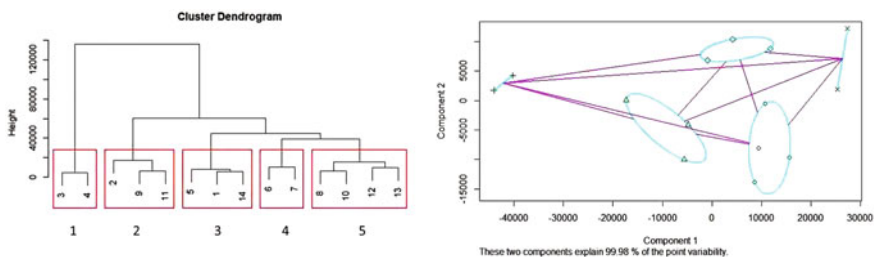 Cluster Dendrogram
Height
0 40000 80000 120000
3 4 2 9 11 5 1 14 6 7 8 10 12 13
1 2 3 4 5
Component 2
-15000 -5000 0 5000
-40000 -30000 -20000 -10000 0 10000 20000 30000
Component 1
These two components explain 99.98 % of the point variability.